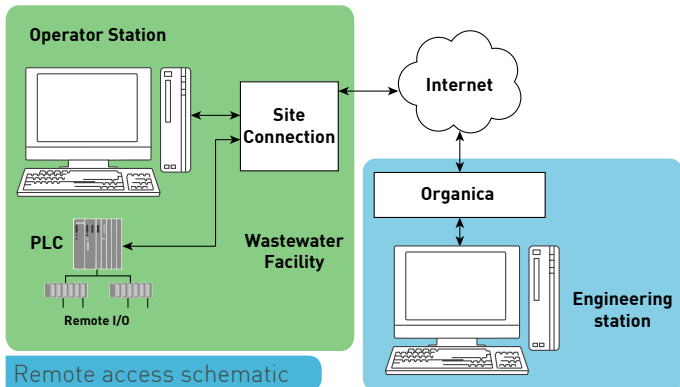 Operator Station
Internet
Site
Connection
Organica
PLC
Wastewater
Facility
Remote I/O
Engineering
station
Remote access schematic